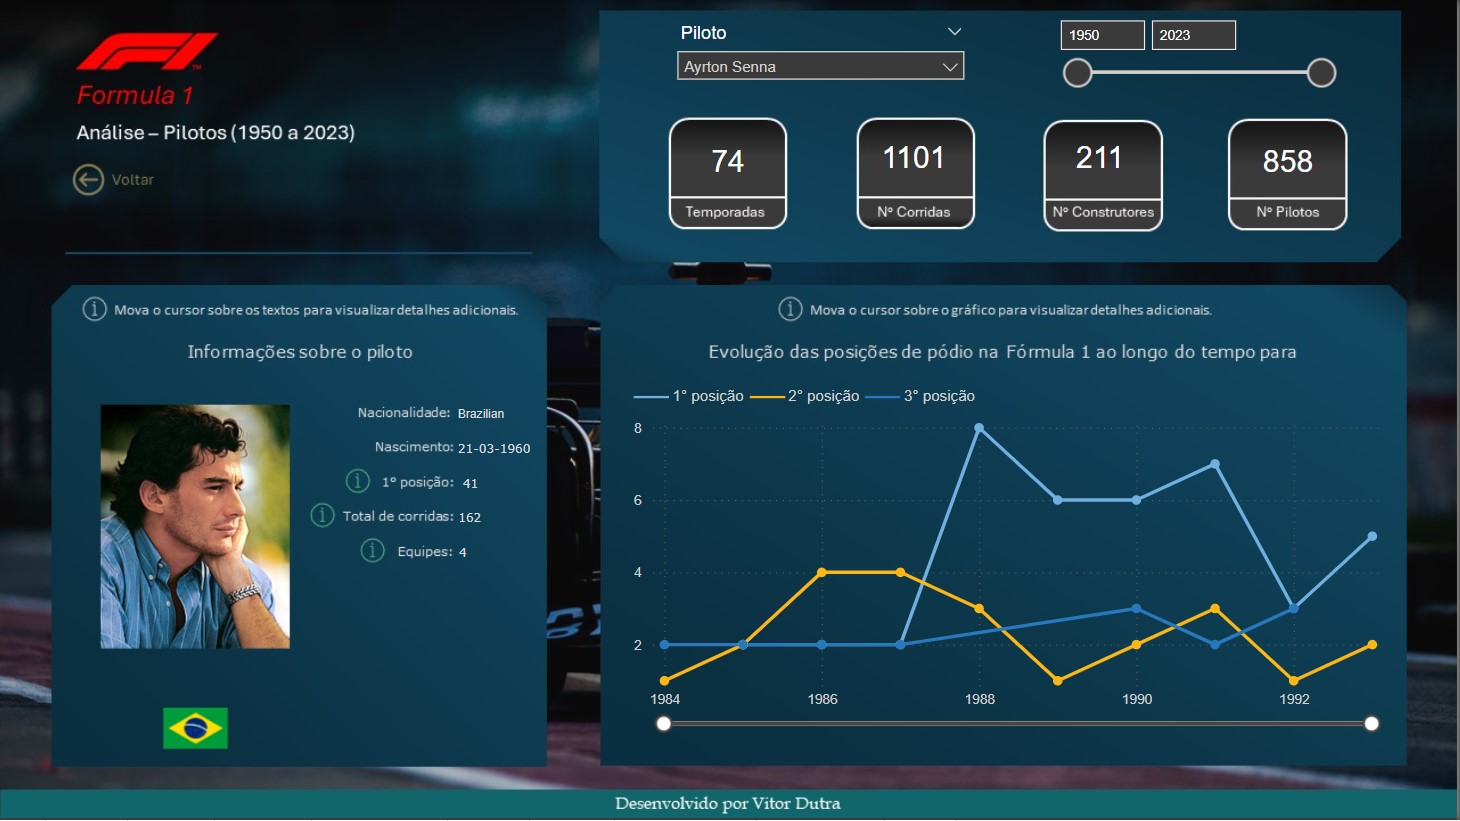 Formula 1
Análise – Pilotos (1950 a 2023)
Voltar
Piloto
Ayrton Senna
1950
2023
74
Temporadas
1101
Nº Corridas
211
Nº Construtores
858
Nº Pilotos
Mova o cursor sobre os textos para visualizar detalhes adicionais.
Informações sobre o piloto
Nacionalidade: Brazilian
Nascimento: 21-03-1960
1º posição: 41
Total de corridas: 162
Equipes: 4
Mova o cursor sobre o gráfico para visualizar detalhes adicionais.
Evolução das posições de pódio na Fórmula 1 ao longo do tempo para
1° posição 2° posição 3° posição
8
6
4
2
1984 1986 1988 1990 1992
Desenvolvido por Vitor Dutra